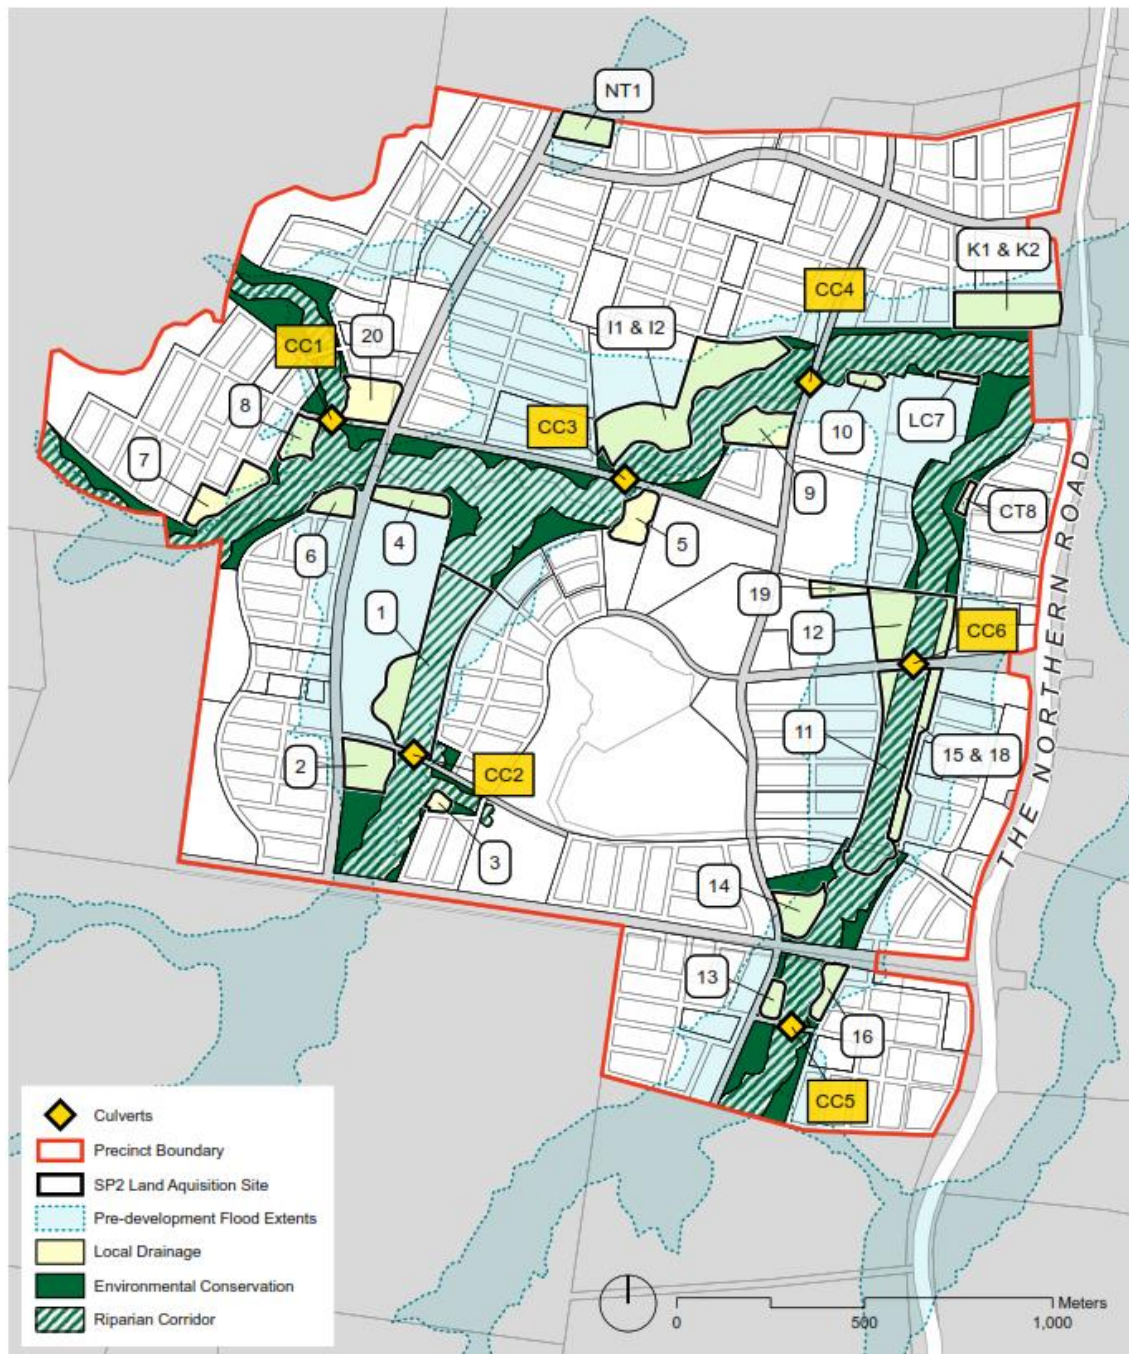 NT1
K1 & K2
CC4
I1 & I2
CC1
20
8
CC3
10
LC7
7
9
CT8
6
4
5
19
1
12
CC6
THE NORTHERN ROAD
11
15 & 18
2
CC2
3
14
13
16
CC5
Culverts
Precinct Boundary
SP2 Land Aquisition Site
Pre-development Flood Extents
Local Drainage
Environmental Conservation
Riparian Corridor
Meters
0 500 1,000